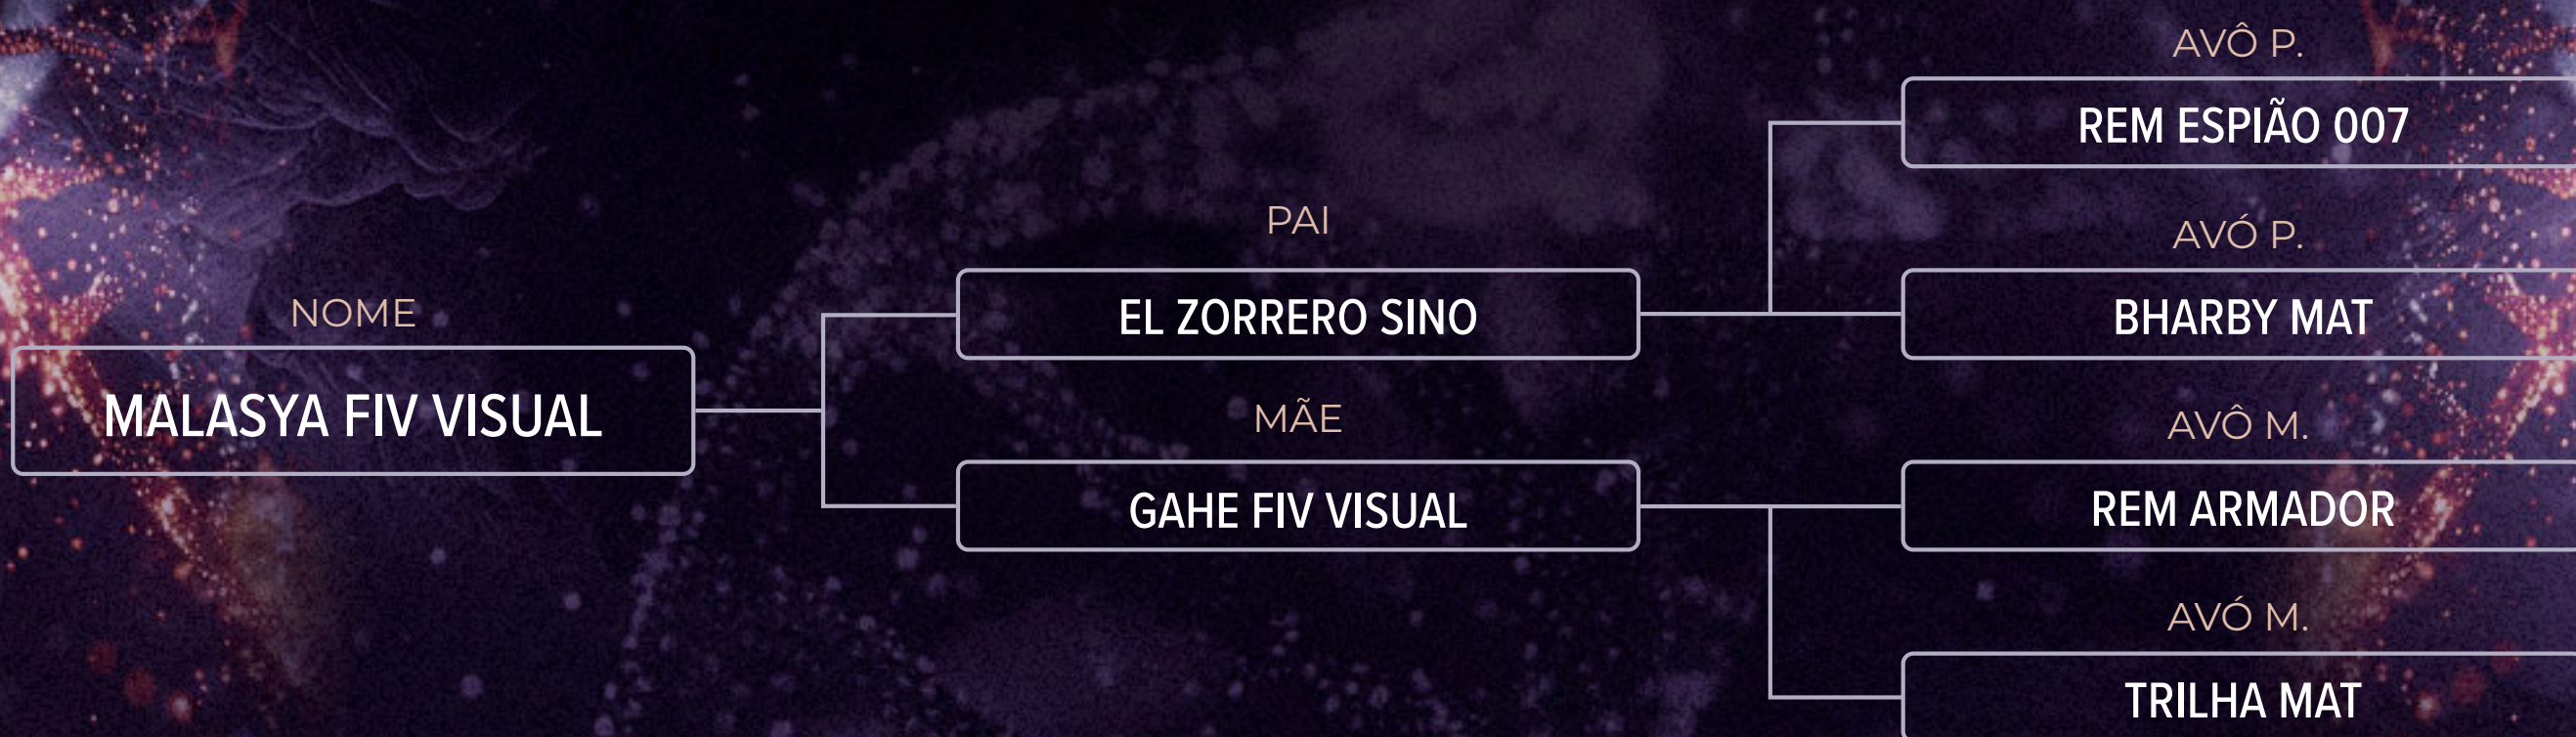 NOME
MALASYA FIV VISUAL
PAI
EL ZORRERO SINO
MÃE
GAHE FIV VISUAL
AVÔ P.
REM ESPIÃO 007
AVÓ P.
BHARBY MAT
AVÔ M.
REM ARMADOR
AVÓ M.
TRILHA MAT